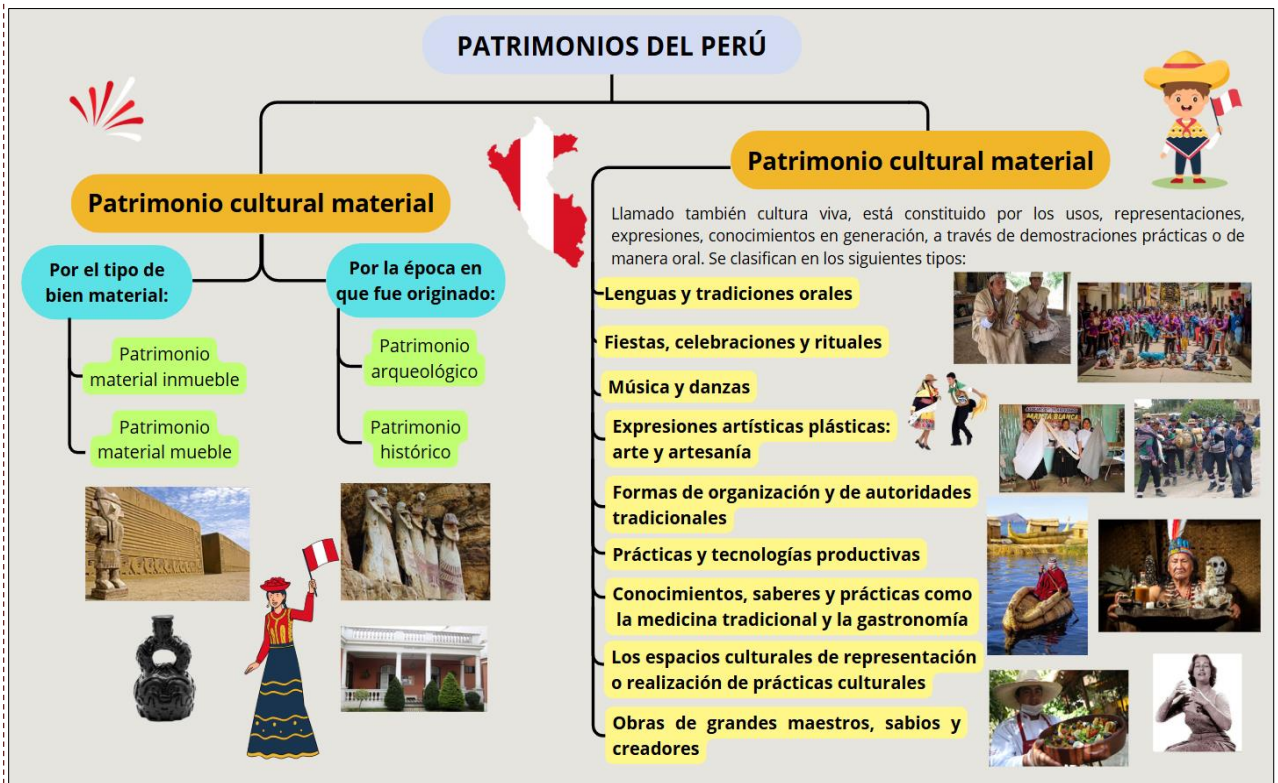 PATRIMONIOS DEL PERÚ
Patrimonio cultural material
Por el tipo de
bien material:
Patrimonio
material inmueble
Patrimonio
material mueble
Por la época en
que fue originado:
Patrimonio
arqueológico
Patrimonio
histórico
Patrimonio cultural material
Llamado también cultura viva, está constituido por los usos, representaciones,
expresiones, conocimientos en generación, a través de demostraciones prácticas o de
manera oral. Se clasifican en los siguientes tipos:
Lenguas y tradiciones orales
Fiestas, celebraciones y rituales
Música y danzas
Expresiones artísticas plásticas:
arte y artesanía
Formas de organización y de autoridades
tradicionales
Prácticas y tecnologías productivas
Conocimientos, saberes y prácticas como
la medicina tradicional y la gastronomía
Los espacios culturales de representación
o realización de prácticas culturales
Obras de grandes maestros, sabios y
creadores